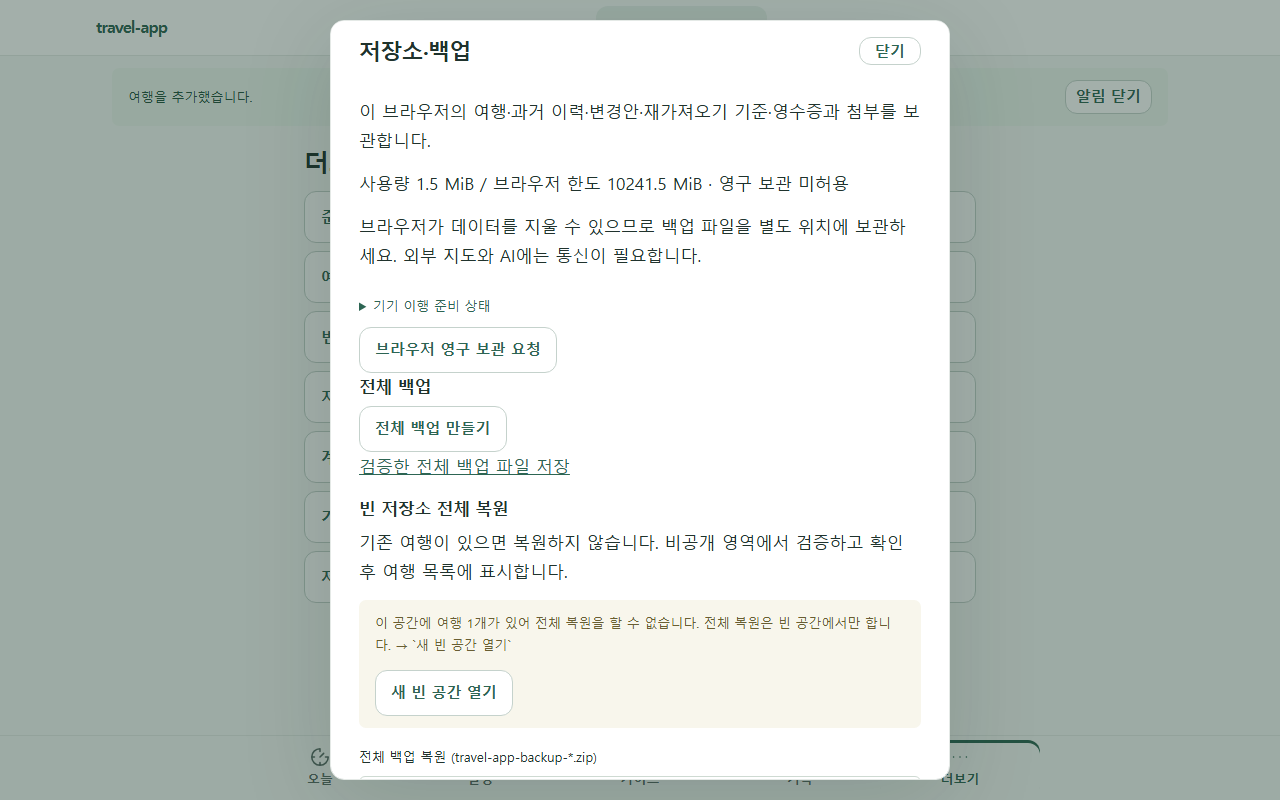 travel-app
여행을 추가했습니다.
알림 닫기
더
저장소·백업
닫기
이 브라우저의 여행·과거 이력·변경안·재가져오기 기준·영수증과 첨부를 보
관합니다.
사용량 1.5 MiB / 브라우저 한도 10241.5 MiB · 영구 보관 미허용
브라우저가 데이터를 지울 수 있으므로 백업 파일을 별도 위치에 보관하
세요. 외부 지도와 AI에는 통신이 필요합니다.
▶ 기기 이행 준비 상태
브라우저 영구 보관 요청
전체 백업
전체 백업 만들기
검증한 전체 백업 파일 저장
빈 저장소 전체 복원
기존 여행이 있으면 복원하지 않습니다. 비공개 영역에서 검증하고 확인
후 여행 목록에 표시합니다.
이 공간에 여행 1개가 있어 전체 복원을 할 수 없습니다. 전체 복원은 빈 공간에서만 합니
다. → `새 빈 공간 열기`
새 빈 공간 열기
전체 백업 복원 (travel-app-backup-*.zip)
오늘
더보기